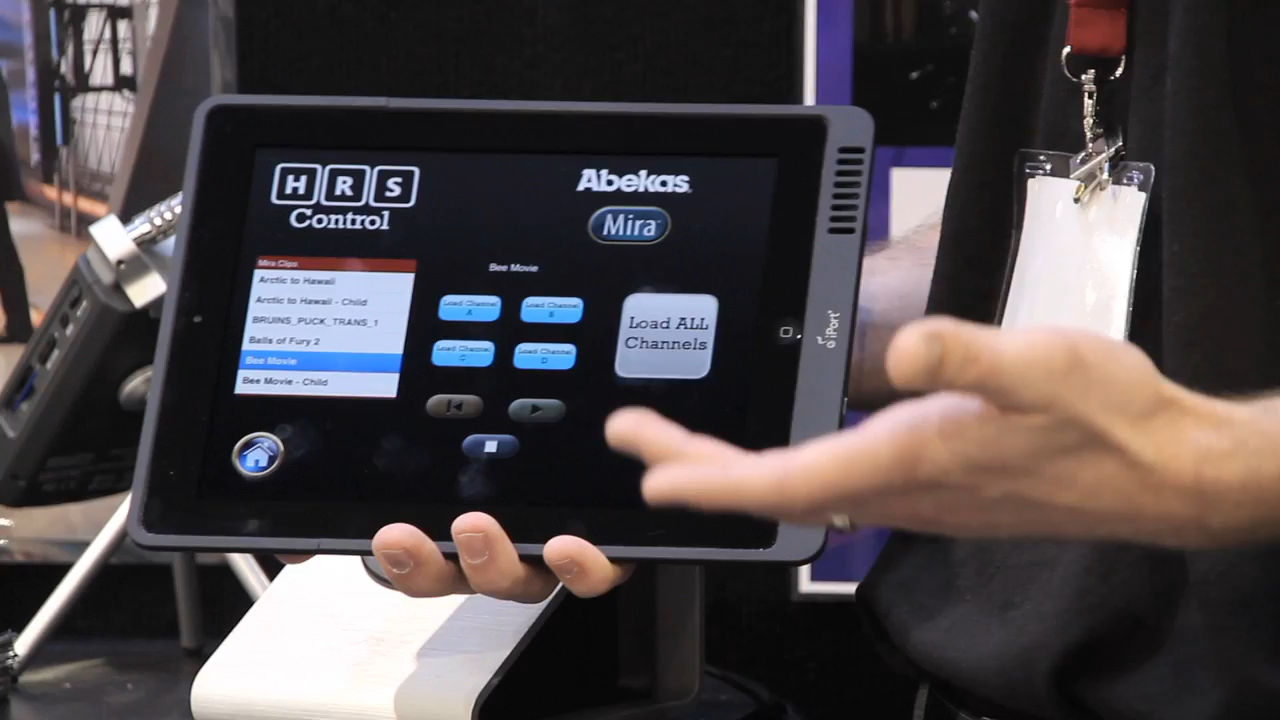 HRS
Control
Abekas
Mira
Mira Clips
Arctic to Hawaii
Arctic to Hawaii - Child
BRUINS_PUCK_TRANS_1
Balls of Fury 2
Bee Movie
Bee Movie - Child
Bee Movie
Load Channel
A
Load Channel
B
Load Channel
C
Load Channel
D
Load ALL
Channels
iPort